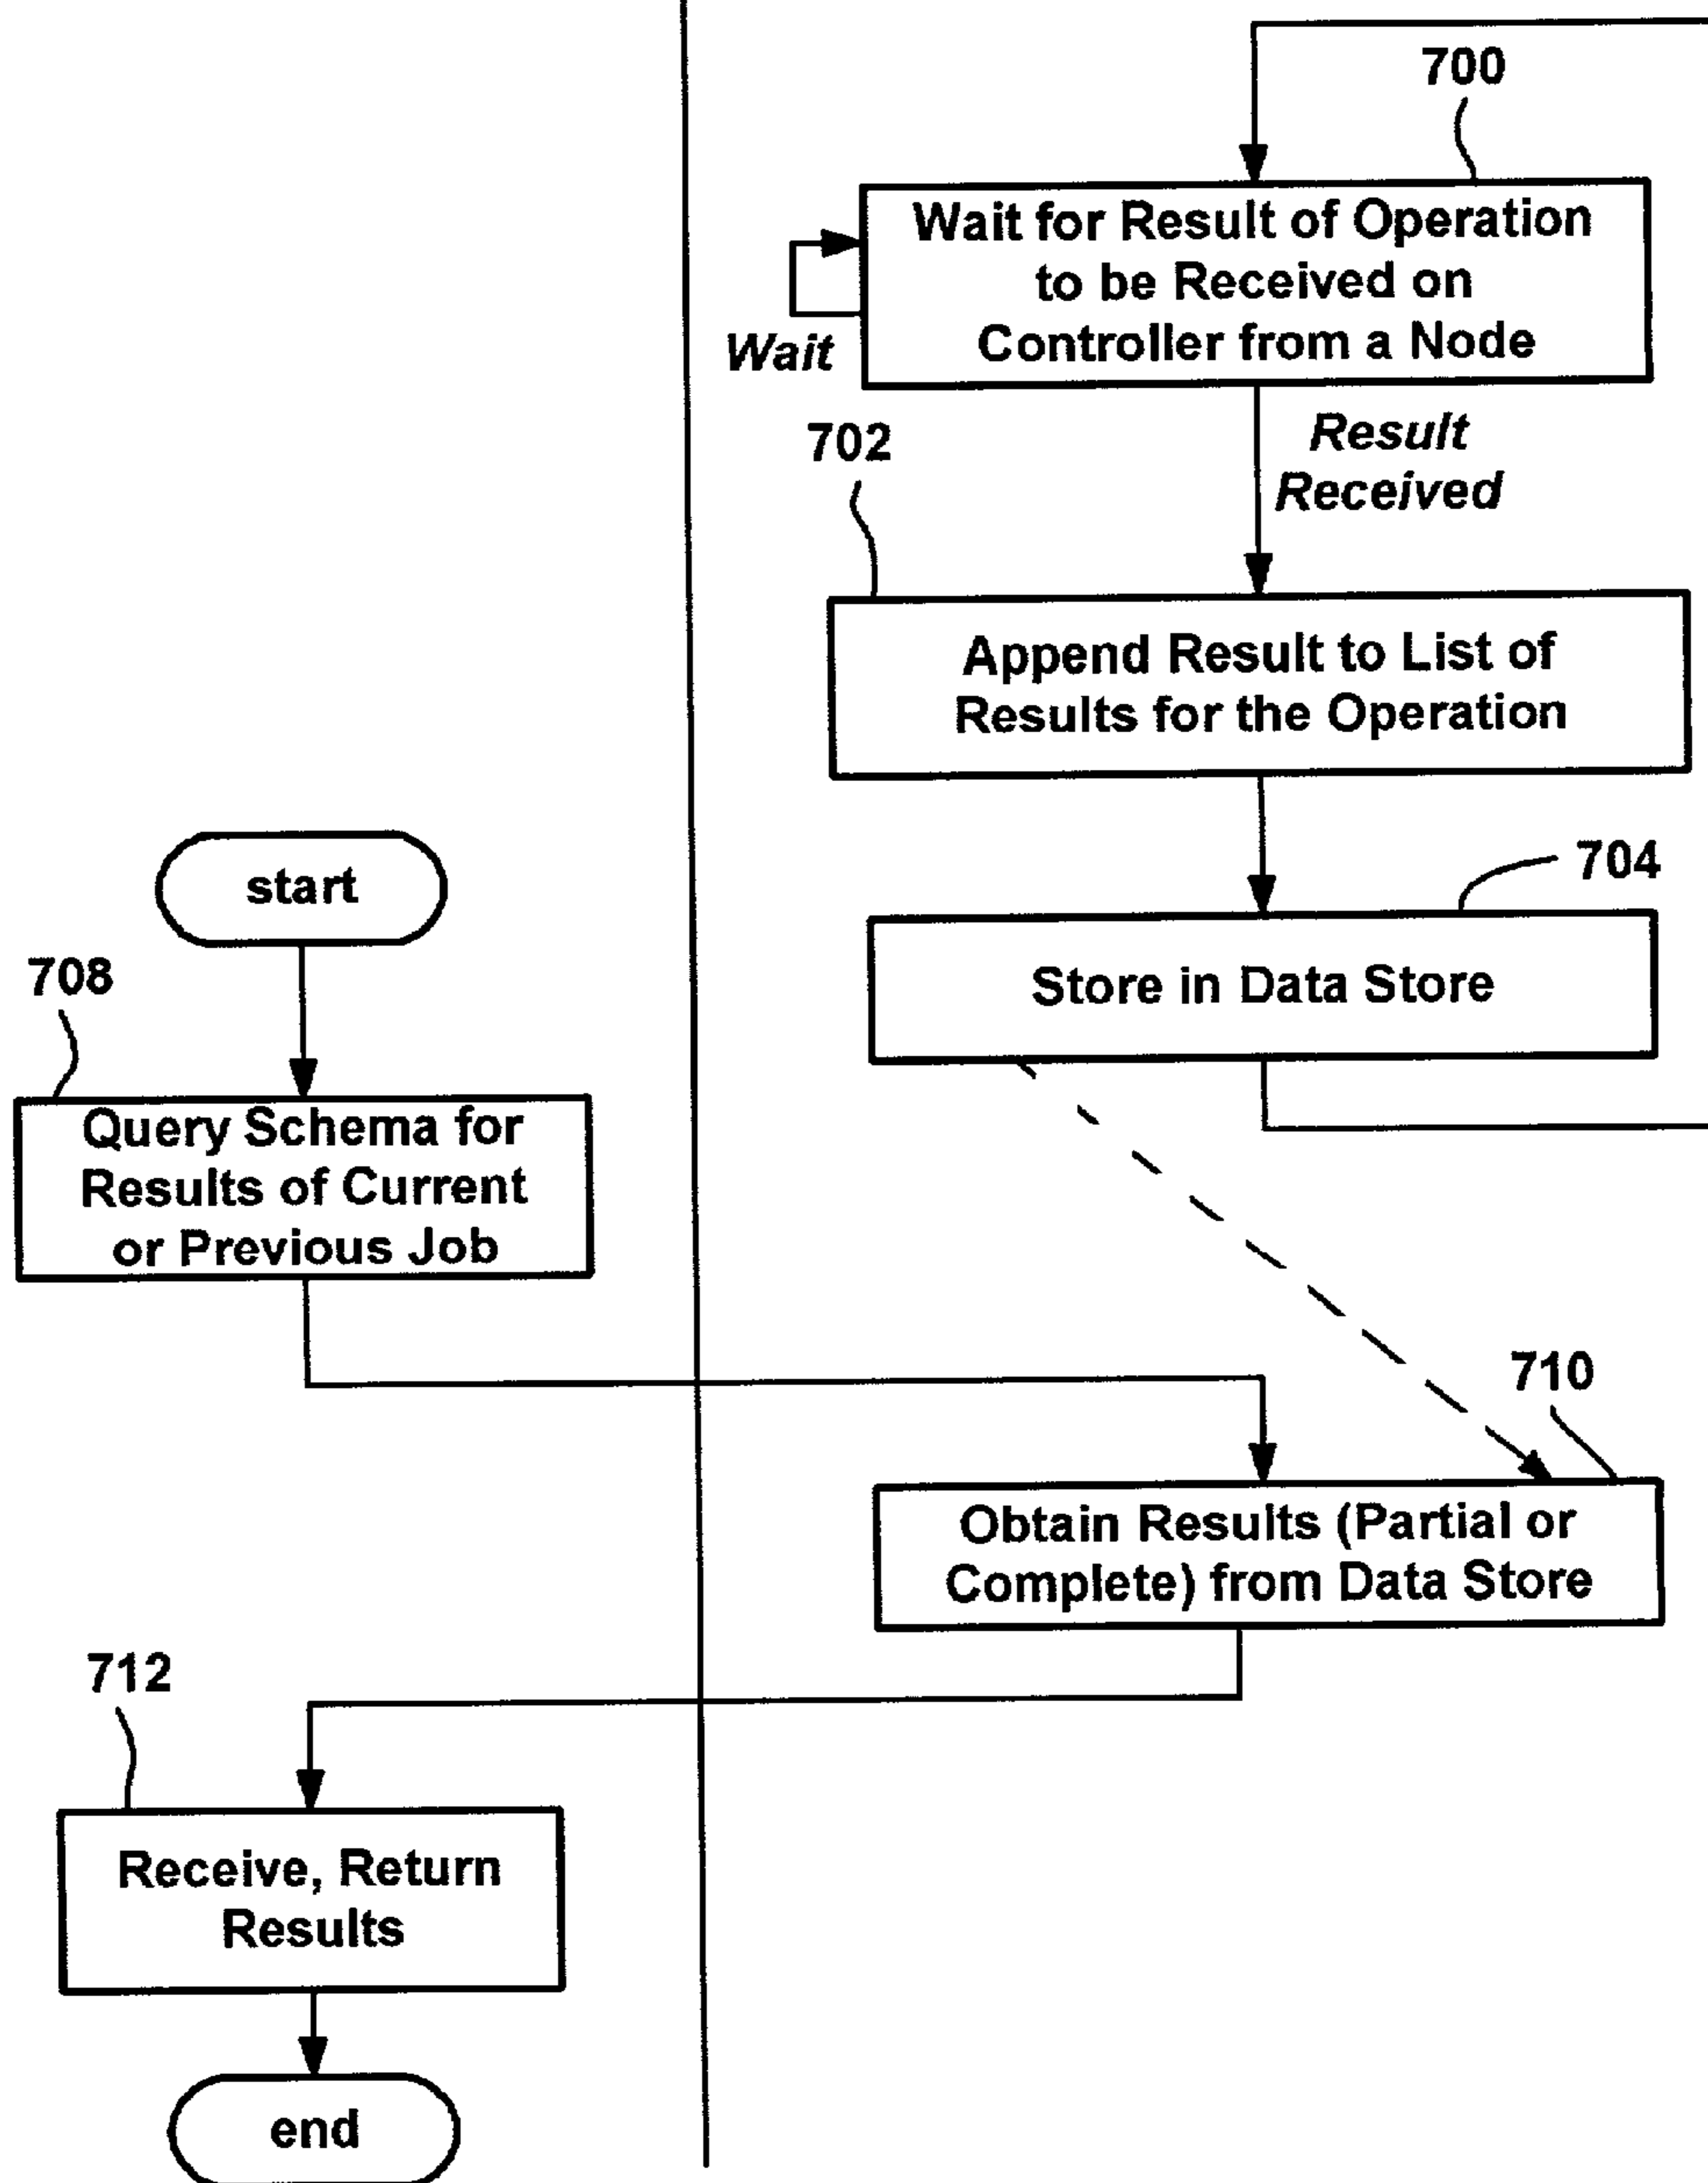 700
Wait for Result of Operation
to be Received on
Controller from a Node
Wait
Result
Received
702
Append Result to List of
Results for the Operation
704
Store in Data Store
start
708
Query Schema for
Results of Current
or Previous Job
710
Obtain Results (Partial or
Complete) from Data Store
712
Receive, Return
Results
end